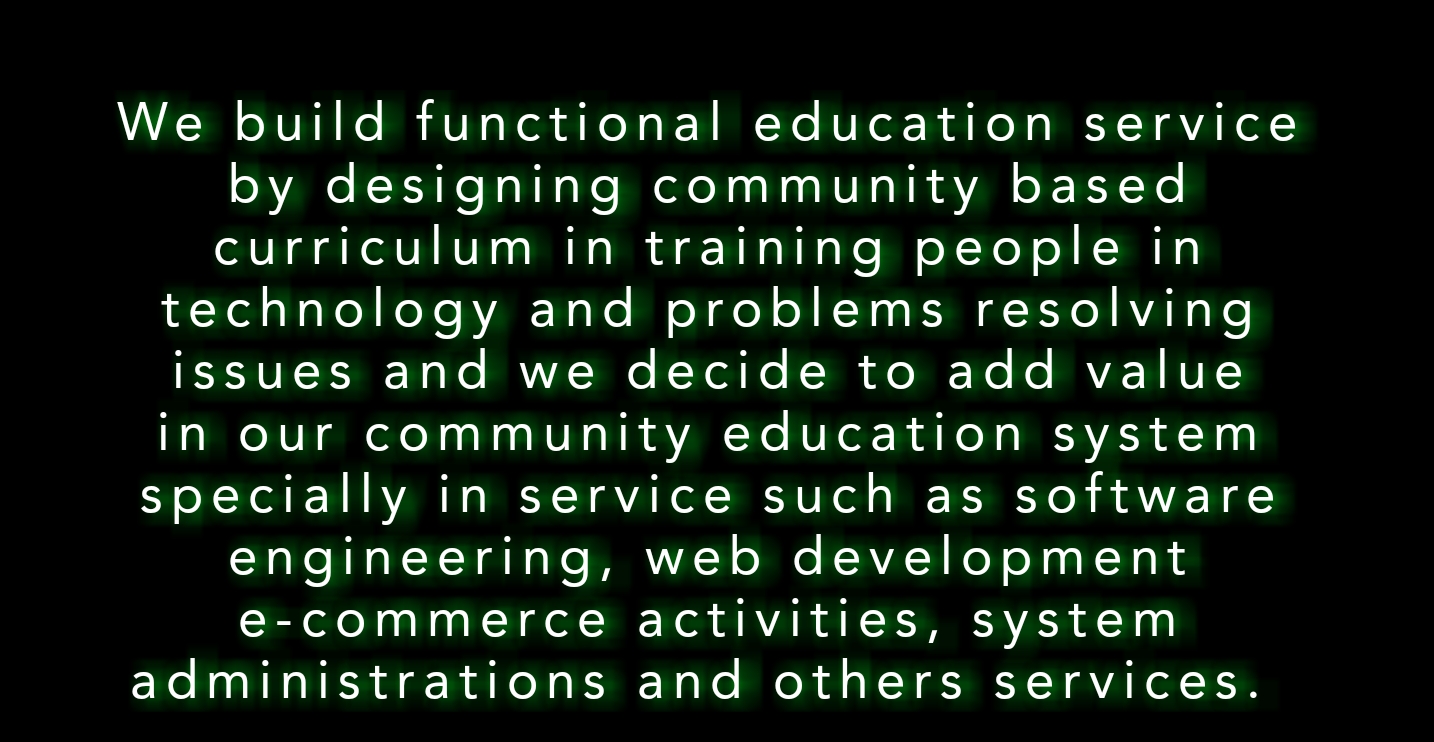 We build functional education service
by designing community based
curriculum in training people in
technology and problems resolving
issues and we decide to add value
in our community education system
specially in service such as software
engineering, web development
e-commerce activities, system
administrations and others services.